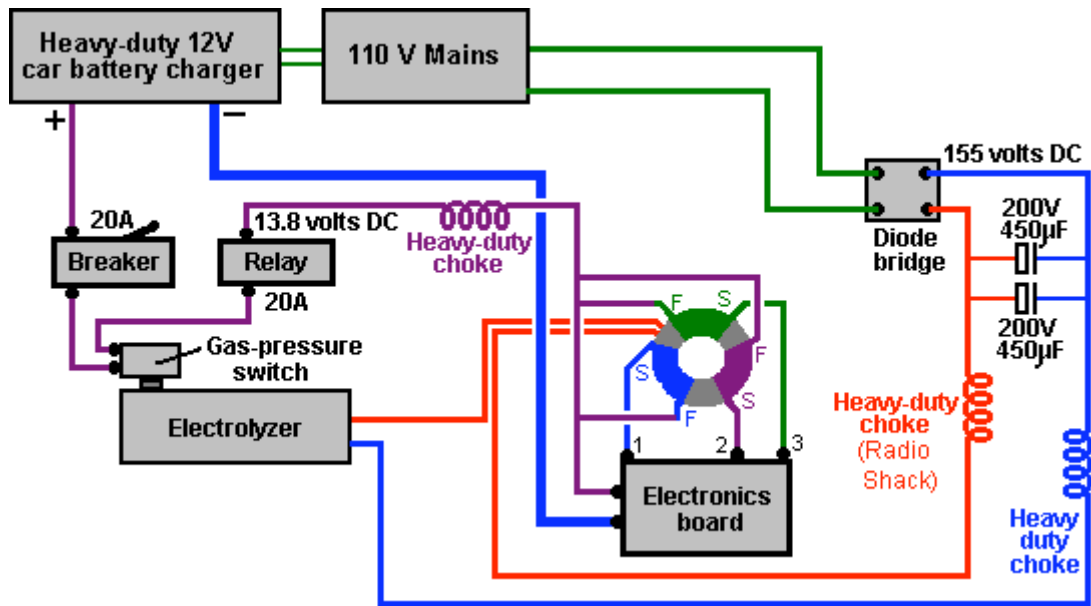 Heavy-duty 12V
car battery charger
110 V Mains
+
−
155 volts DC
20A
13.8 volts DC
Heavy-duty
choke
Diode
bridge
200V
450µF
Breaker
Relay
20A
200V
450µF
Gas-pressure
switch
F
S
F
S
S
F
Heavy-duty
choke
(Radio
Shack)
Electrolyzer
1
2
3
Electronics
board
Heavy
duty
choke